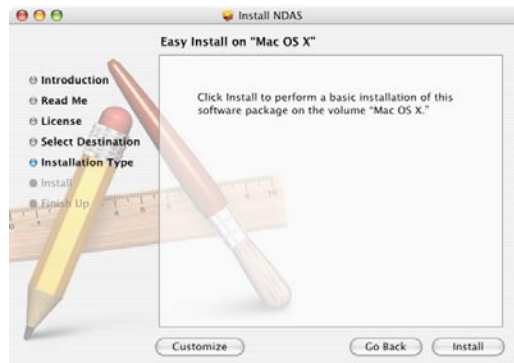 Install NDAS
Easy Install on "Mac OS X"
Introduction
Read Me
License
Select Destination
Installation Type
Install
Finish Up
Click Install to perform a basic installation of this
software package on the volume "Mac OS X."
Customize
Go Back
Install